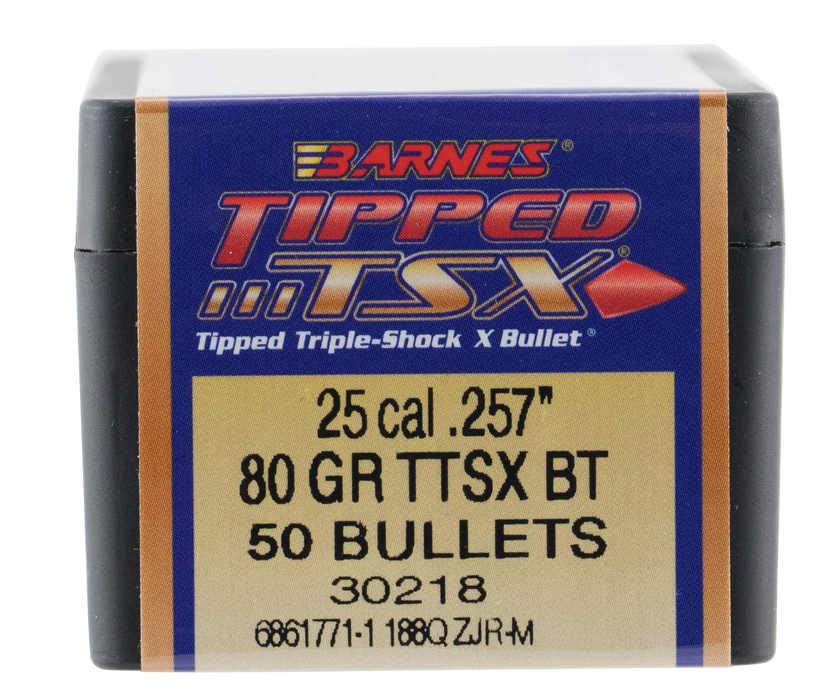 BARNES®
TIPPED
TSX®
Tipped Triple-Shock X Bullet®
25 cal .257"
80 GR TTSX BT
50 BULLETS
30218
6861771-1 188Q ZJR-M